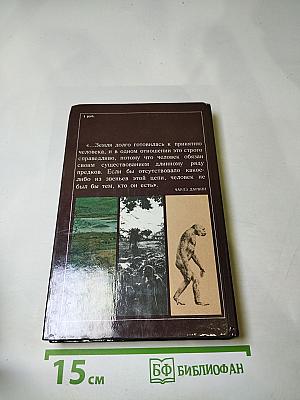 1 руб.
«...Земля долго готовилась к принятию
человека, и в одном отношении это строго
справедливо, потому что человек обязан
своим существованием длинному ряду
предков. Если бы отсутствовало какое-
либо из звеньев этой цепи, человек не
был бы тем, кто он есть».
ЧАРЛЗ ДАРВИН
15 см
БФ БИБЛИОФАН